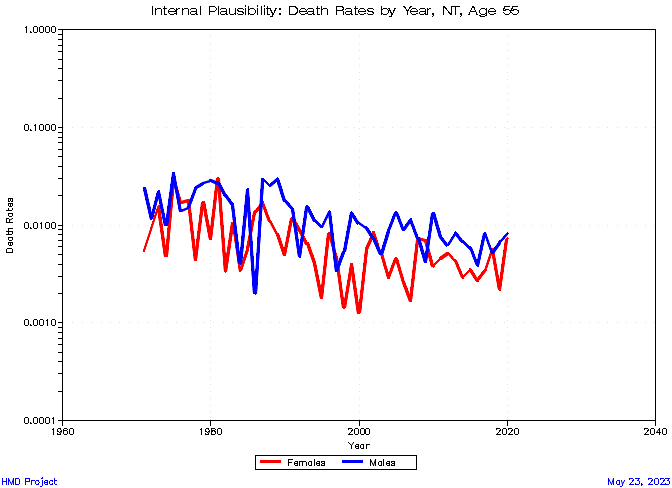 Internal Plausibility: Death Rates by Year, NT, Age 55
1.0000
0.1000
0.0100
0.0010
0.0001
Death Rates
1960 1980 2000 2020 2040
Year
Females Males
HMD Project May 23, 2023